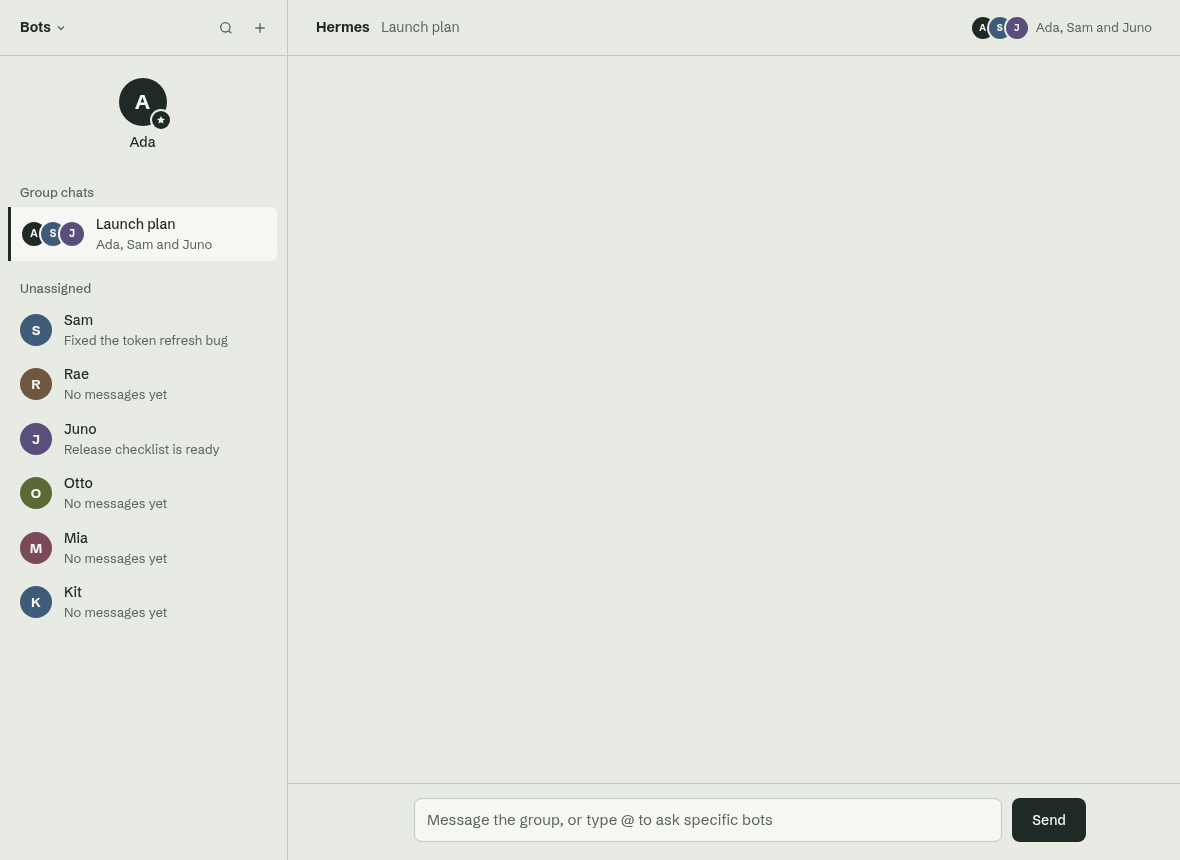 Bots
A
Ada
Group chats
A S J
Launch plan
Ada, Sam and Juno
Unassigned
S
Sam
Fixed the token refresh bug
R
Rae
No messages yet
J
Juno
Release checklist is ready
O
Otto
No messages yet
M
Mia
No messages yet
K
Kit
No messages yet
Hermes Launch plan
A S J Ada, Sam and Juno
Message the group, or type @ to ask specific bots
Send